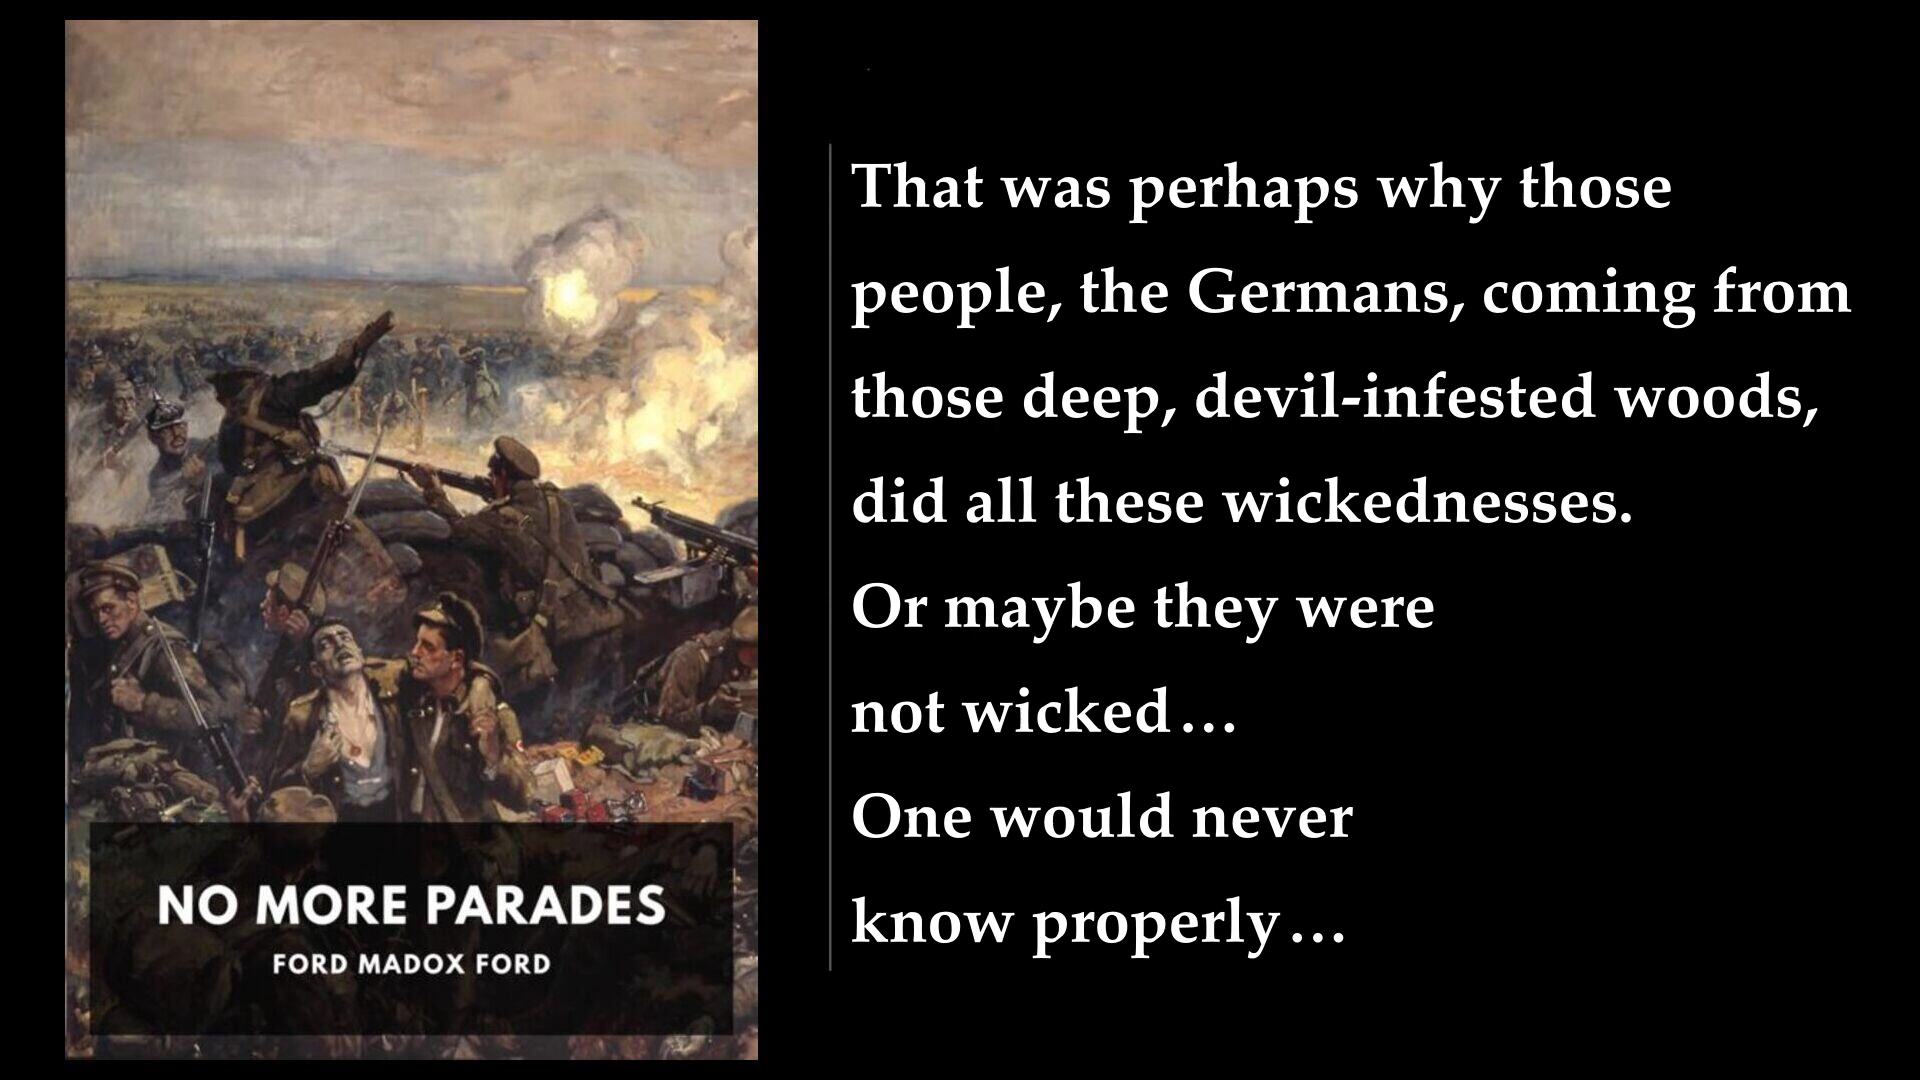 NO MORE PARADES
FORD MADOX FORD
That was perhaps why those
people, the Germans, coming from
those deep, devil-infested woods,
did all these wickednesses.
Or maybe they were
not wicked…
One would never
know properly…